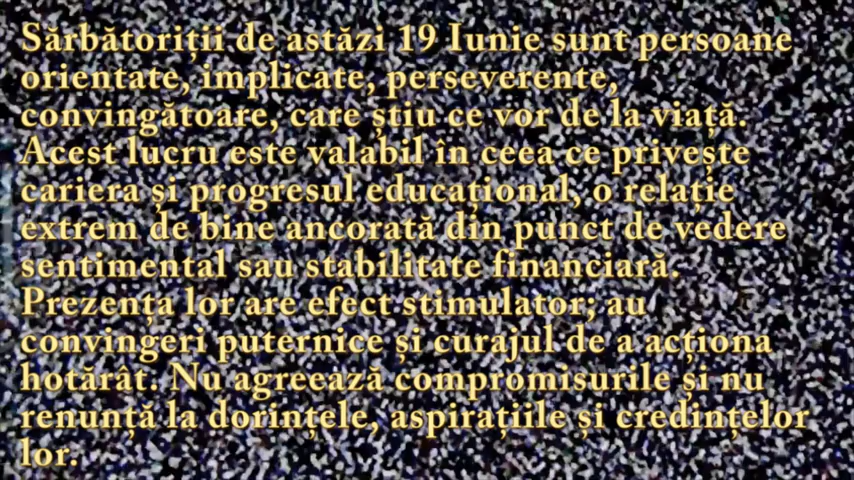 Sărbătoriții de astăzi 19 Iunie sunt persoane
orientate, implicate, perseverente,
convingătoare, care știu ce vor de la viață.
Acest lucru este valabil în ceea ce privește
cariera și progresul educațional, o relație
extrem de bine ancorată din punct de vedere
sentimental sau stabilitate financiară.
Prezența lor are efect stimulator; au
convingeri puternice și curajul de a acționa
hotărât. Nu agreează compromisurile și nu
renunță la dorințele, aspirațiile și credințelor
lor.